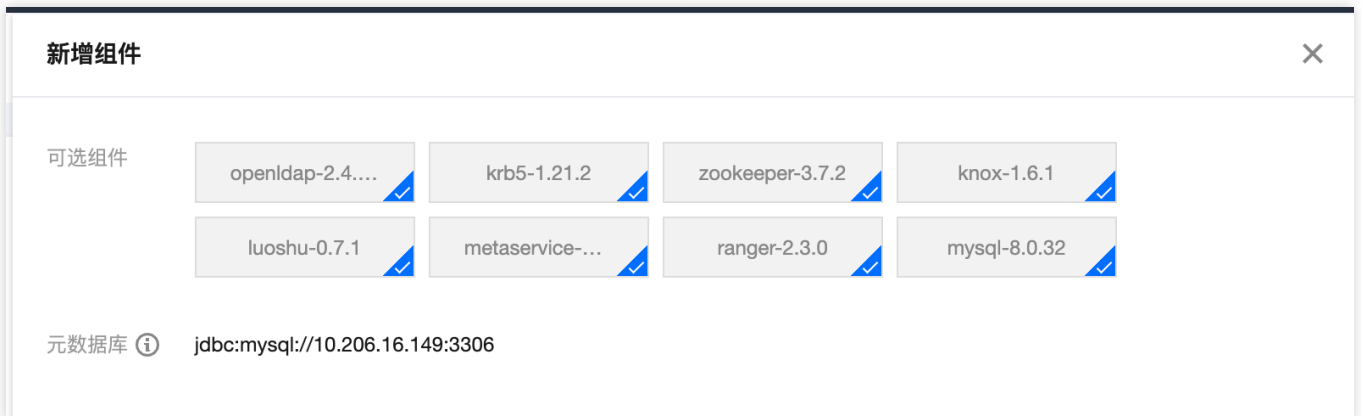 新增组件
可选组件
openldap-2.4.... krb5-1.21.2 zookeeper-3.7.2 knox-1.6.1
luoshu-0.7.1 metaservice-... ranger-2.3.0 mysql-8.0.32
元数据库 jdbc:mysql://10.206.16.149:3306